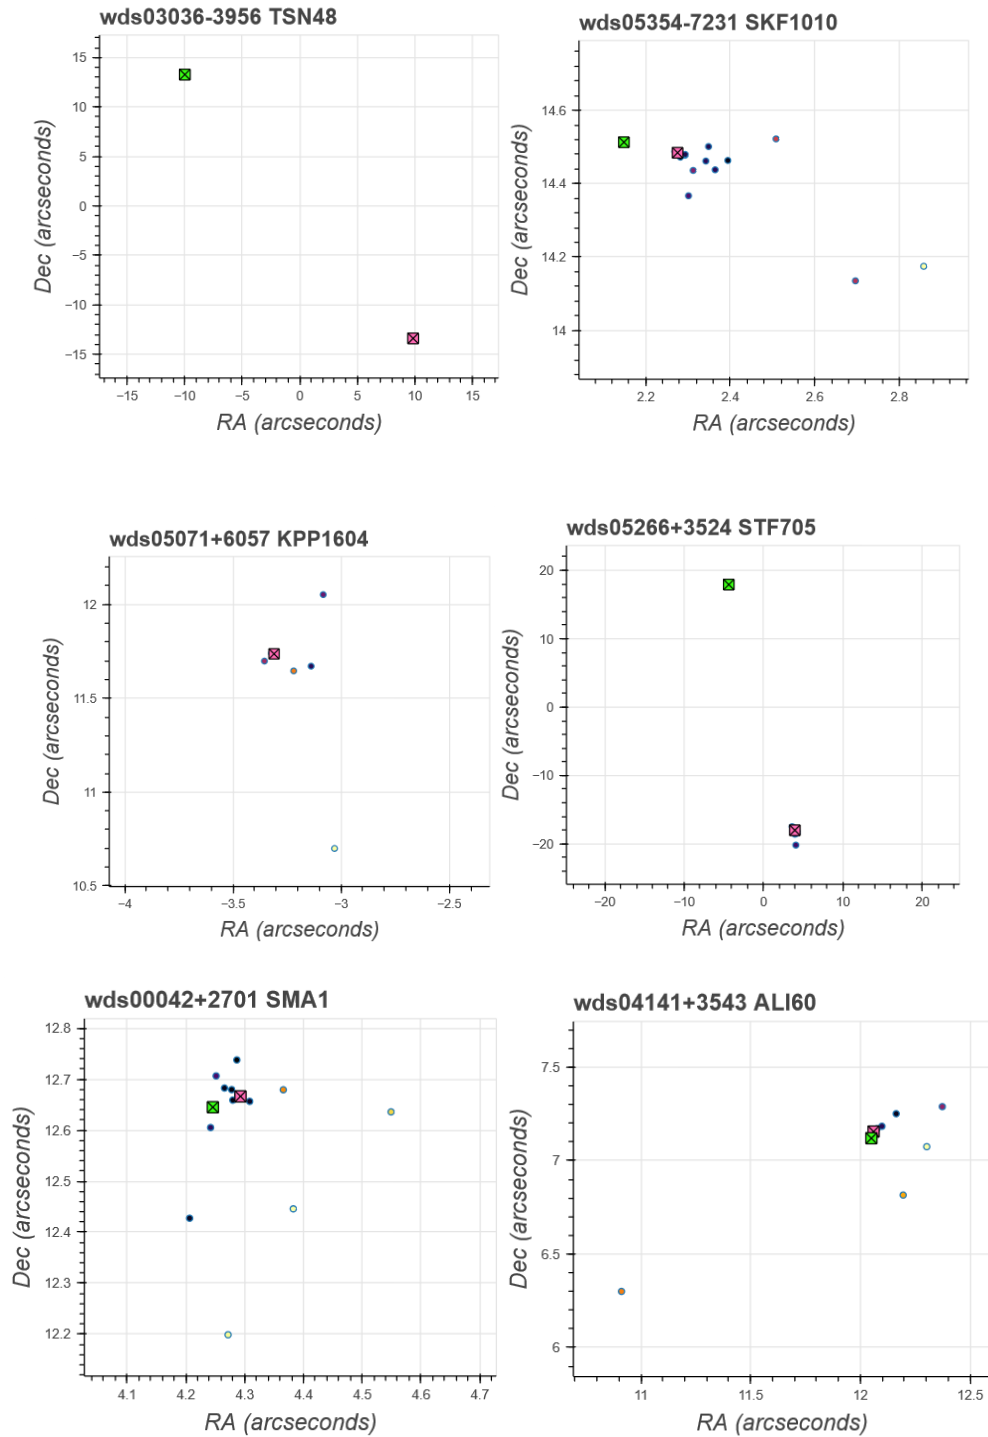 wds03036-3956 TSN48
15
10
5
0
−5
−10
−15
Dec (arcseconds)
−15 −10 −5 0 5 10 15
RA (arcseconds)
wds05354-7231 SKF1010
14.6
14.4
14.2
14
Dec (arcseconds)
2.2 2.4 2.6 2.8
RA (arcseconds)
wds05071+6057 KPP1604
12
11.5
11
10.5
Dec (arcseconds)
−4 −3.5 −3 −2.5
RA (arcseconds)
wds05266+3524 STF705
20
10
0
−10
−20
Dec (arcseconds)
−20 −10 0 10 20
RA (arcseconds)
wds00042+2701 SMA1
12.8
12.7
12.6
12.5
12.4
12.3
12.2
Dec (arcseconds)
4.1 4.2 4.3 4.4 4.5 4.6 4.7
RA (arcseconds)
wds04141+3543 ALI60
7.5
7
6.5
6
Dec (arcseconds)
11 11.5 12 12.5
RA (arcseconds)